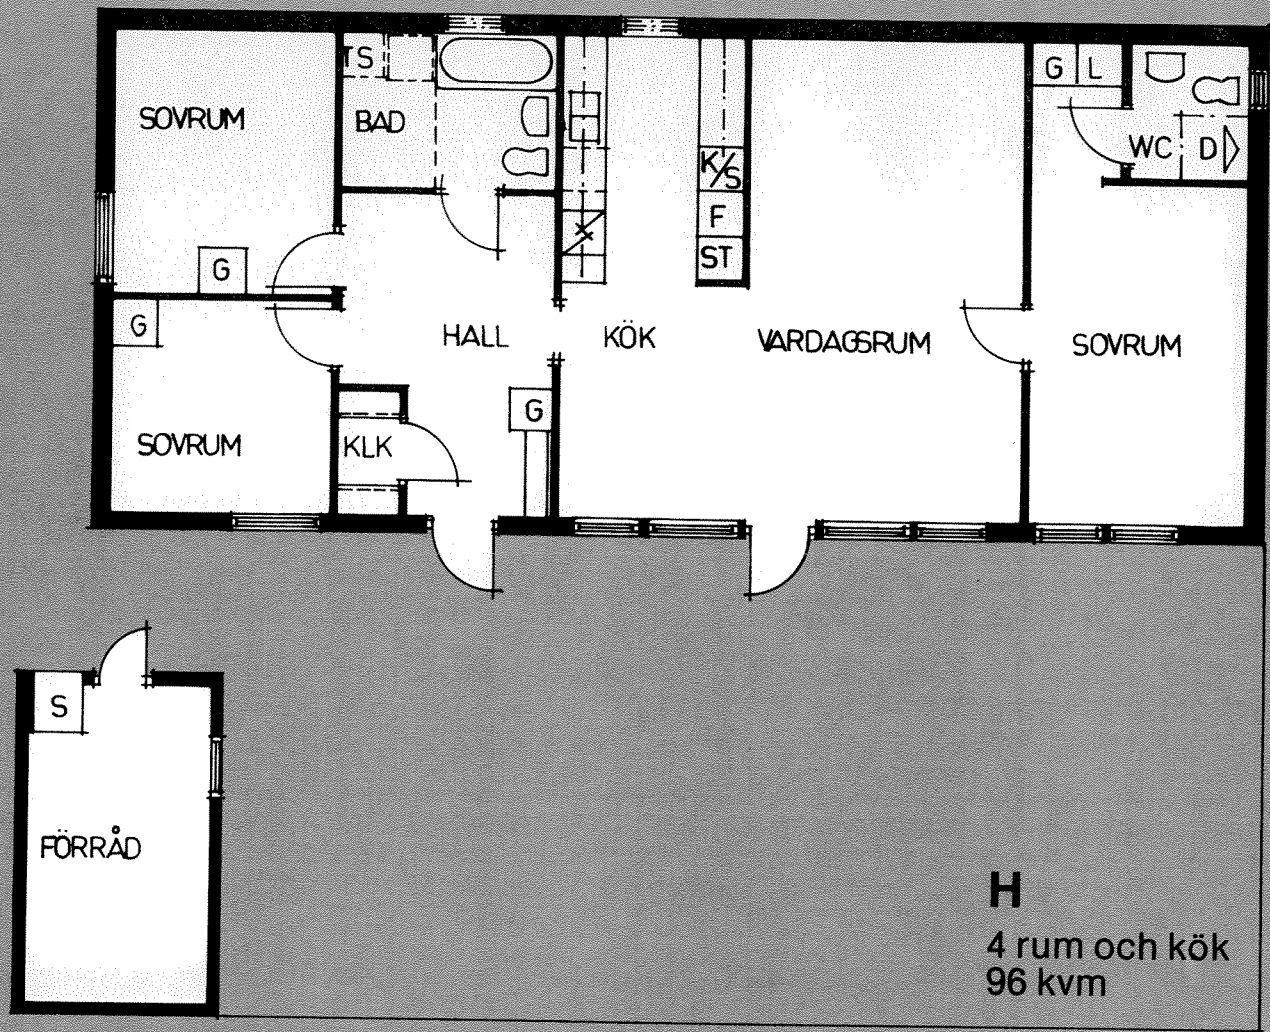 TS
G L
SOVRUM
BAD
WC D
K/S
F
ST
G
G
HALL
KÖK
VARDAGSRUM
SOVRUM
G
SOVRUM
KLK
S
FÖRRÅD
H
4 rum och kök
96 kvm